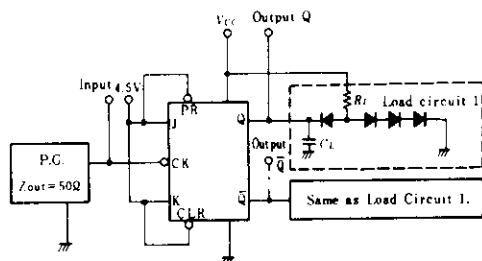 Vcc
Output Q
Input
4.5V
PR
RL
Load circuit 1
J
Q
CL
Output
Q̄
P.G.
Zout = 50Ω
CK
K
CLR
Q̄
Same as Load Circuit 1.